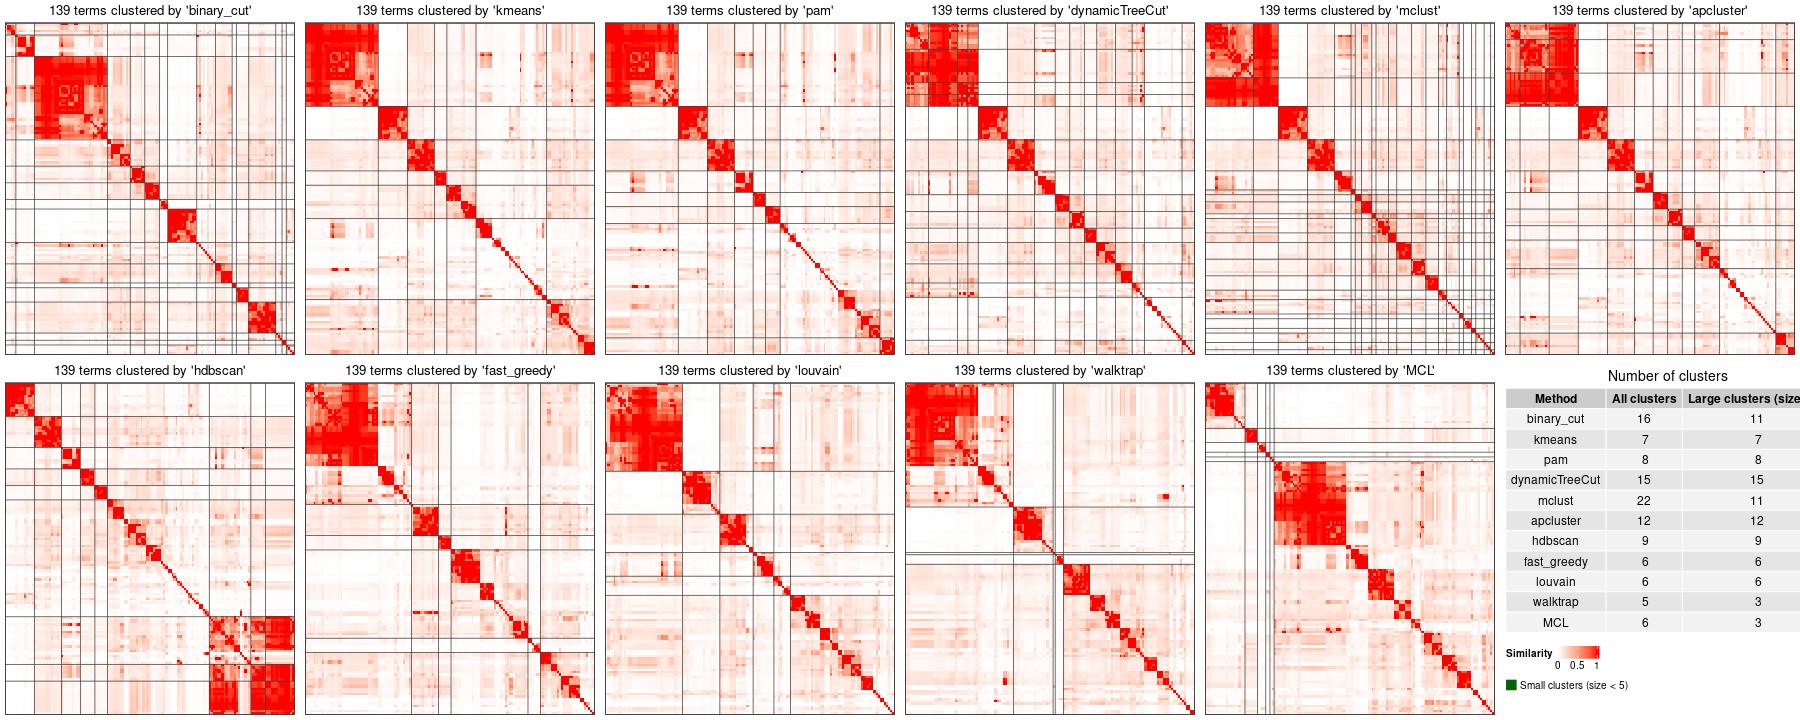 139 terms clustered by 'binary_cut'
139 terms clustered by 'kmeans'
139 terms clustered by 'pam'
139 terms clustered by 'dynamicTreeCut'
139 terms clustered by 'mclust'
139 terms clustered by 'apcluster'
139 terms clustered by 'hdbscan'
139 terms clustered by 'fast_greedy'
139 terms clustered by 'louvain'
139 terms clustered by 'walktrap'
139 terms clustered by 'MCL'
Number of clusters
Method All clusters Large clusters (size
binary_cut 16 11
kmeans 7 7
pam 8 8
dynamicTreeCut 15 15
mclust 22 11
apcluster 12 12
hdbscan 9 9
fast_greedy 6 6
louvain 6 6
walktrap 5 3
MCL 6 3
Similarity
0 0.5 1
Small clusters (size < 5)